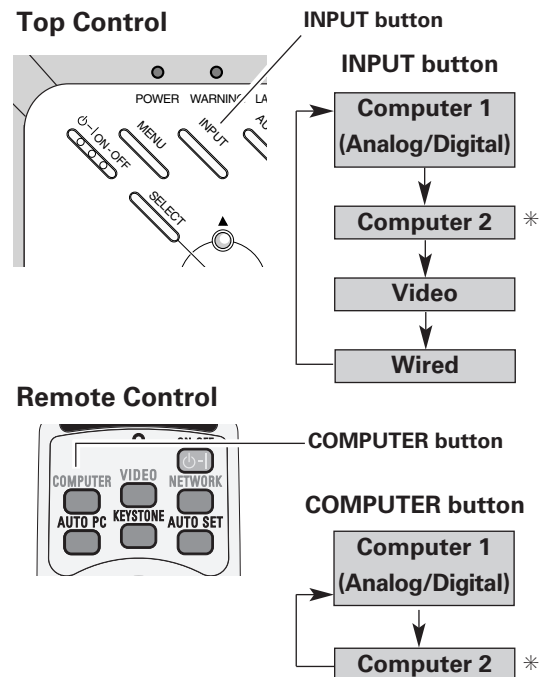 Top Control
INPUT button
INPUT button
POWER WARNING
ON-OFF
MENU
INPUT
SELECT
Computer 1
(Analog/Digital)
Computer 2 ✳
Video
Wired
Remote Control
COMPUTER button
COMPUTER VIDEO NETWORK
AUTO PC KEYSTONE AUTO SET
COMPUTER button
Computer 1
(Analog/Digital)
Computer 2 ✳